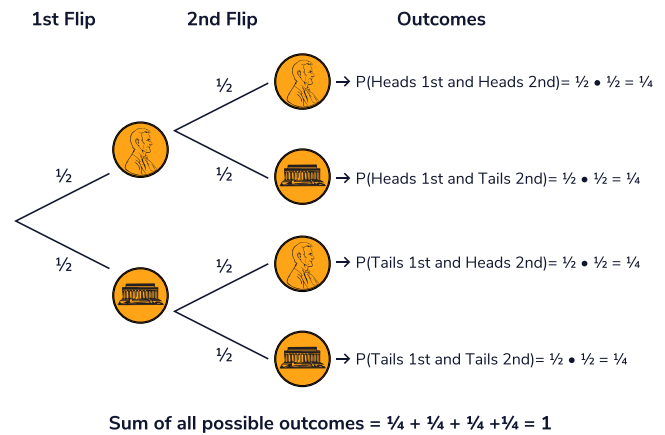 1st Flip 2nd Flip Outcomes
½
P(Heads 1st and Heads 2nd)= ½ • ½ = ¼
½
½
P(Heads 1st and Tails 2nd)= ½ • ½ = ¼
½
½
P(Tails 1st and Heads 2nd)= ½ • ½ = ¼
½
P(Tails 1st and Tails 2nd)= ½ • ½ = ¼
Sum of all possible outcomes = ¼ + ¼ + ¼ +¼ = 1